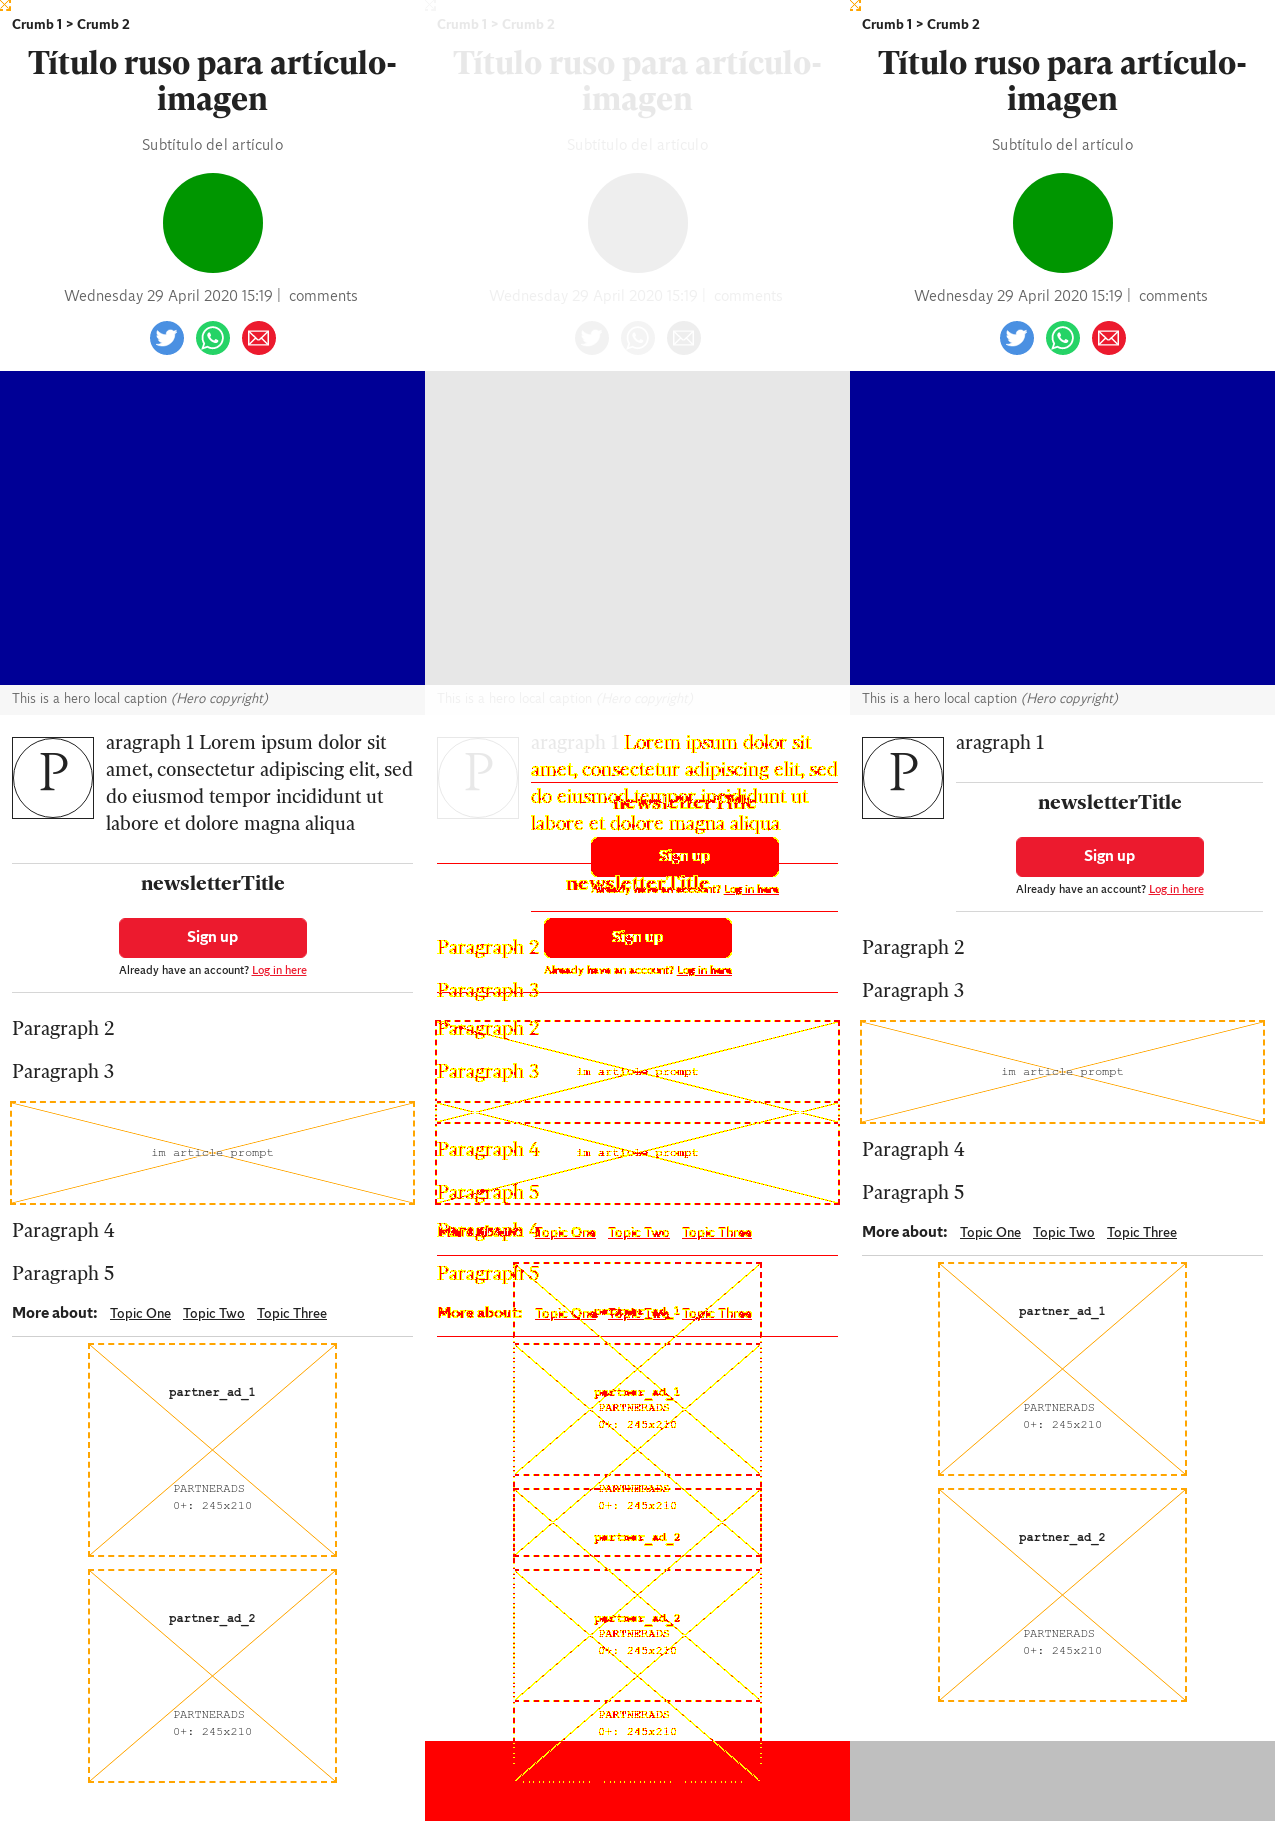 Crumb 1 > Crumb 2
Título ruso para artículo-
imagen
Subtítulo del artículo
Wednesday 29 April 2020 15:19 | comments
This is a hero local caption (Hero copyright)
P
aragraph 1 Lorem ipsum dolor sit
amet, consectetur adipiscing elit, sed
do eiusmod tempor incididunt ut
labore et dolore magna aliqua
newsletterTitle
Sign up
Already have an account? Log in here
Paragraph 2
Paragraph 3
im article prompt
Paragraph 4
Paragraph 5
More about: Topic One Topic Two Topic Three
partner_ad_1
PARTNERADS
0+: 245x210
partner_ad_2
PARTNERADS
0+: 245x210
Crumb 1 > Crumb 2
Título ruso para artículo-
imagen
Subtítulo del artículo
Wednesday 29 April 2020 15:19 | comments
This is a hero local caption (Hero copyright)
P
aragraph 1 Lorem ipsum dolor sit
amet, consectetur adipiscing elit, sed
do eiusmod tempor incididunt ut
newsletterTitle
labore et dolore magna aliqua
Sign up
newsletterTitle
Already have an account? Log in here
Sign up
Paragraph 2
Already have an account? Log in here
Paragraph 3
Paragraph 2
Paragraph 3
im article prompt
Paragraph 4
im article prompt
Paragraph 5
Paragraph 4
More about: Topic One Topic Two Topic Three
Paragraph 5
More about: Topic One Topic Two Topic Three
partner_ad_1
partner_ad_1
PARTNERADS
0+: 245x210
PARTNERADS
0+: 245x210
partner_ad_2
partner_ad_2
PARTNERADS
0+: 245x210
PARTNERADS
0+: 245x210
Crumb 1 > Crumb 2
Título ruso para artículo-
imagen
Subtítulo del artículo
Wednesday 29 April 2020 15:19 | comments
This is a hero local caption (Hero copyright)
P
aragraph 1
newsletterTitle
Sign up
Already have an account? Log in here
Paragraph 2
Paragraph 3
im article prompt
Paragraph 4
Paragraph 5
More about: Topic One Topic Two Topic Three
partner_ad_1
PARTNERADS
0+: 245x210
partner_ad_2
PARTNERADS
0+: 245x210